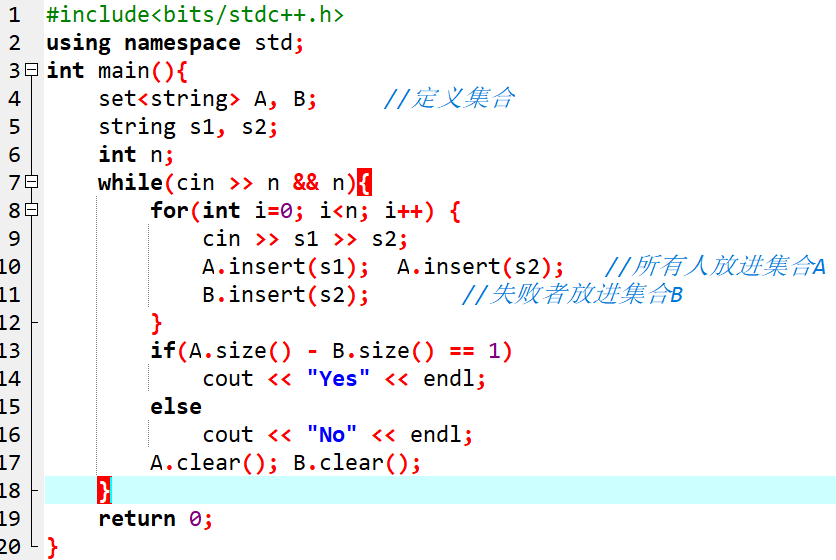 1 #include<bits/stdc++.h>
2 using namespace std;
3 int main(){
4 set<string> A, B; //定义集合
5 string s1, s2;
6 int n;
7 while(cin >> n && n){
8 for(int i=0; i<n; i++) {
9 cin >> s1 >> s2;
10 A.insert(s1); A.insert(s2); //所有人放进集合A
11 B.insert(s2); //失败者放进集合B
12 }
13 if(A.size() - B.size() == 1)
14 cout << "Yes" << endl;
15 else
16 cout << "No" << endl;
17 A.clear(); B.clear();
18 }
19 return 0;
20 }